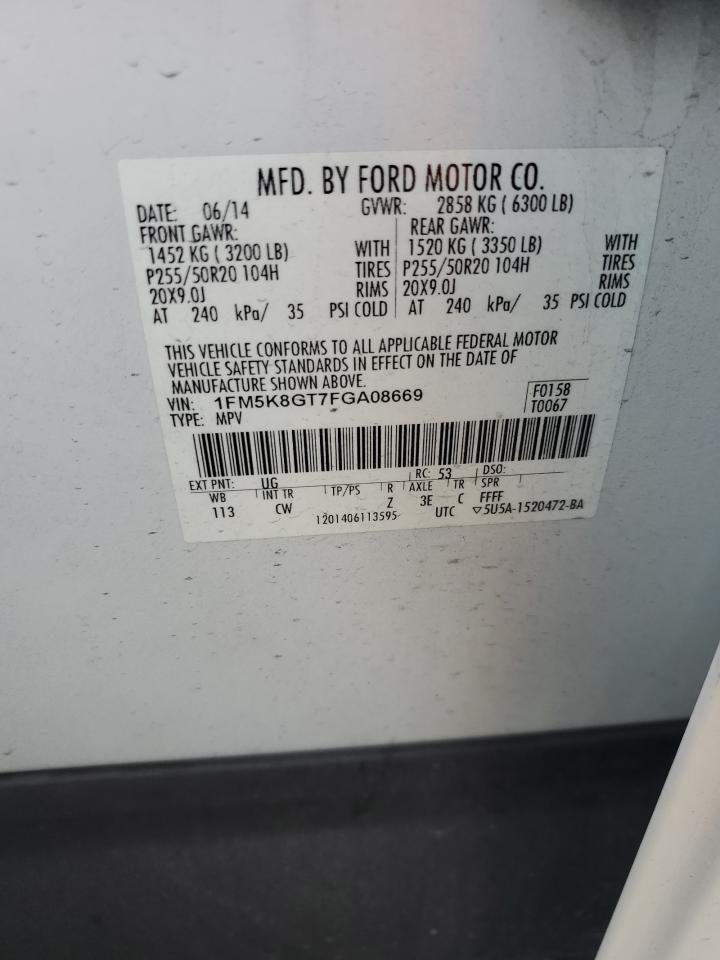 MFD. BY FORD MOTOR CO.
DATE: 06/14 GVWR: 2858 KG ( 6300 LB)
FRONT GAWR: REAR GAWR:
1452 KG ( 3200 LB) WITH 1520 KG ( 3350 LB) WITH
P255/50R20 104H TIRES P255/50R20 104H TIRES
20X9.0J RIMS 20X9.0J RIMS
AT 240 kPa/ 35 PSI COLD AT 240 kPa/ 35 PSI COLD
THIS VEHICLE CONFORMS TO ALL APPLICABLE FEDERAL MOTOR
VEHICLE SAFETY STANDARDS IN EFFECT ON THE DATE OF
MANUFACTURE SHOWN ABOVE.
VIN: 1FM5K8GT7FGA08669 F0158
TYPE: MPV T0067
EXT PNT: UG RC: 53 DSO:
WB INT TR TP/PS R AXLE TR SPR
113 CW Z 3E C FFFF
1201406113595 UTC ▽5U5A-1520472-BA